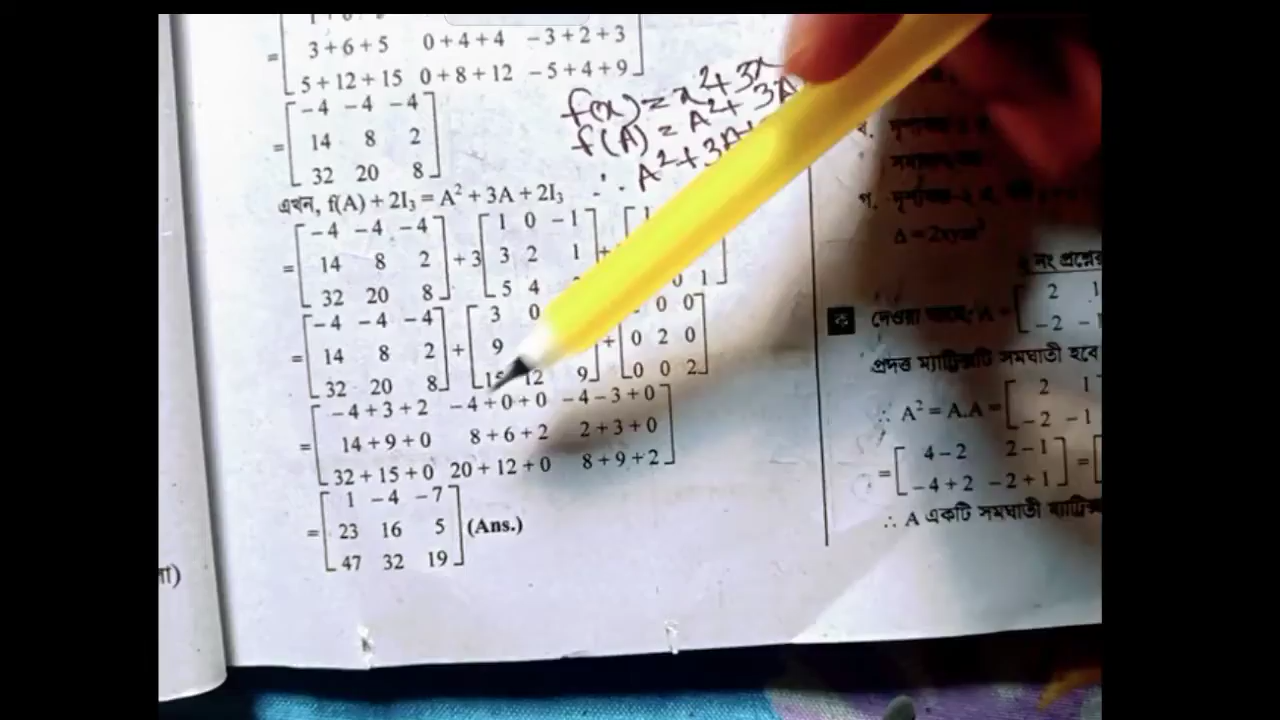 3+6+5 0+4+4 −3+2+3
= 5+12+15 0+8+12 −5+4+9
−4 −4 −4
= 14 8 2
32 20 8
f(x) = x²+3x
f(A) = A²+3A
∴ A²+3A+
এখন, f(A) + 2I₃ = A² + 3A + 2I₃
−4 −4 −4 1 0 −1 1
= 14 8 2 + 3 3 2 1 +
32 20 8 5 4 0 1
−4 −4 −4 3 0 0 0
= 14 8 2 + 9 + 0 2 0
32 20 8 15 12 9 0 0 2
−4+3+2 −4+0+0 −4−3+0
= 14+9+0 8+6+2 2+3+0
32+15+0 20+12+0 8+9+2
1 −4 −7
= 23 16 5 (Ans.)
47 32 19
Δ = 2xy
নং প্রশ্নের
2 1
দেওয়া আছে, A =
−2 −1
প্রদত্ত ম্যাট্রিক্সটি সমঘাতী হবে
2 1
∴ A² = A.A =
−2 −1
4−2 2−1
= =
−4+2 −2+1
∴ A একটি সমঘাতী ম্যাট্রিক্স